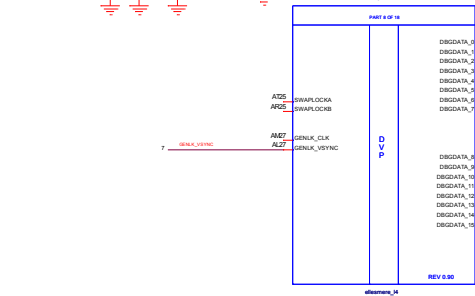 PART 6 OF 18
DBGDATA_0
DBGDATA_1
DBGDATA_2
DBGDATA_3
DBGDATA_4
DBGDATA_5
AT25 SWAPLOCKA DBGDATA_6
AR25 SWAPLOCKB DBGDATA_7
AM27 GENLK_CLK
7 GENLK_VSYNC AL27 GENLK_VSYNC
DVP
DBGDATA_8
DBGDATA_9
DBGDATA_10
DBGDATA_11
DBGDATA_12
DBGDATA_13
DBGDATA_14
DBGDATA_15
REV 0.90
ellesmere_l4